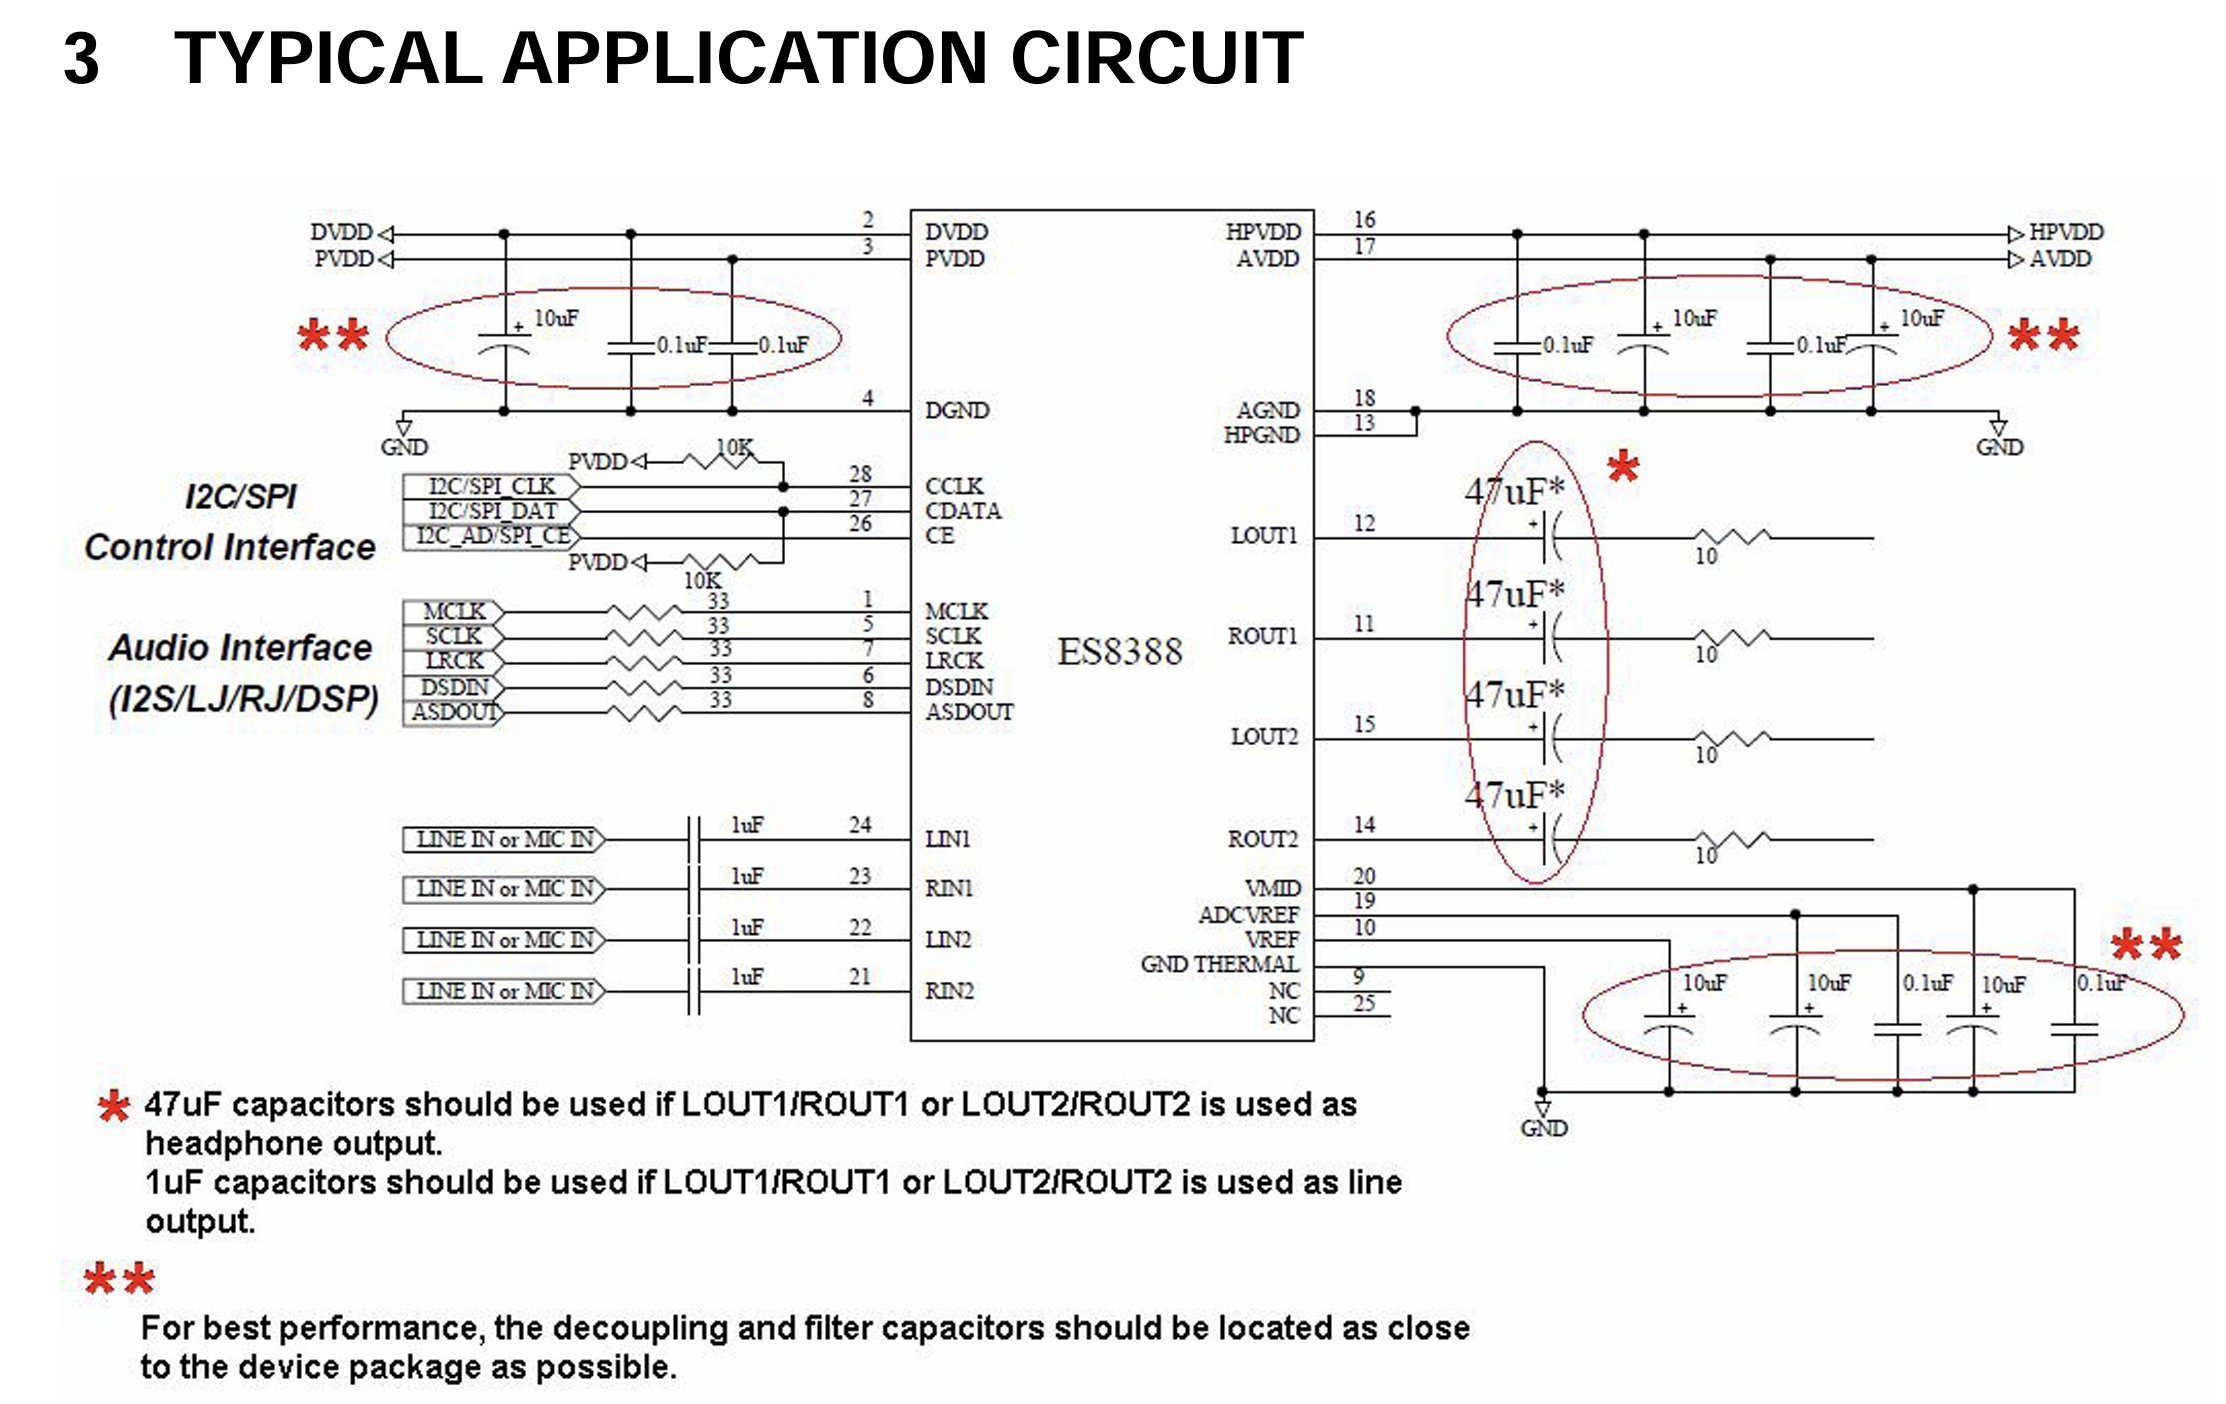 3 TYPICAL APPLICATION CIRCUIT
DVDD
PVDD
2
3
DVDD
PVDD
HPVDD
AVDD
16
17
HPVDD
AVDD
**
10uF
0.1uF
0.1uF
0.1uF
10uF
0.1uF
10uF
**
4
DGND
GND
AGND
HPGND
18
13
GND
PVDD
10K
I2C/SPI
Control Interface
I2C/SPI_CLK
I2C/SPI_DAT
I2C_AD/SPI_CE
28
27
26
CCLK
CDATA
CE
PVDD
10K
Audio Interface
(I2S/LJ/RJ/DSP)
MCLK
SCLK
LRCK
DSDIN
ASDOUT
33
33
33
33
33
1
5
7
6
8
MCLK
SCLK
LRCK
DSDIN
ASDOUT
ES8388
*
47uF*
LOUT1
12
+
10
47uF*
ROUT1
11
+
10
47uF*
LOUT2
15
+
10
47uF*
ROUT2
14
+
10
LINE IN or MIC IN
1uF
24
LIN1
LINE IN or MIC IN
1uF
23
RIN1
LINE IN or MIC IN
1uF
22
LIN2
LINE IN or MIC IN
1uF
21
RIN2
VMID
20
ADCVREF
19
VREF
10
GND THERMAL
NC
9
NC
25
**
10uF
10uF
0.1uF
10uF
0.1uF
GND
* 47uF capacitors should be used if LOUT1/ROUT1 or LOUT2/ROUT2 is used as
headphone output.
1uF capacitors should be used if LOUT1/ROUT1 or LOUT2/ROUT2 is used as line
output.
**
For best performance, the decoupling and filter capacitors should be located as close
to the device package as possible.